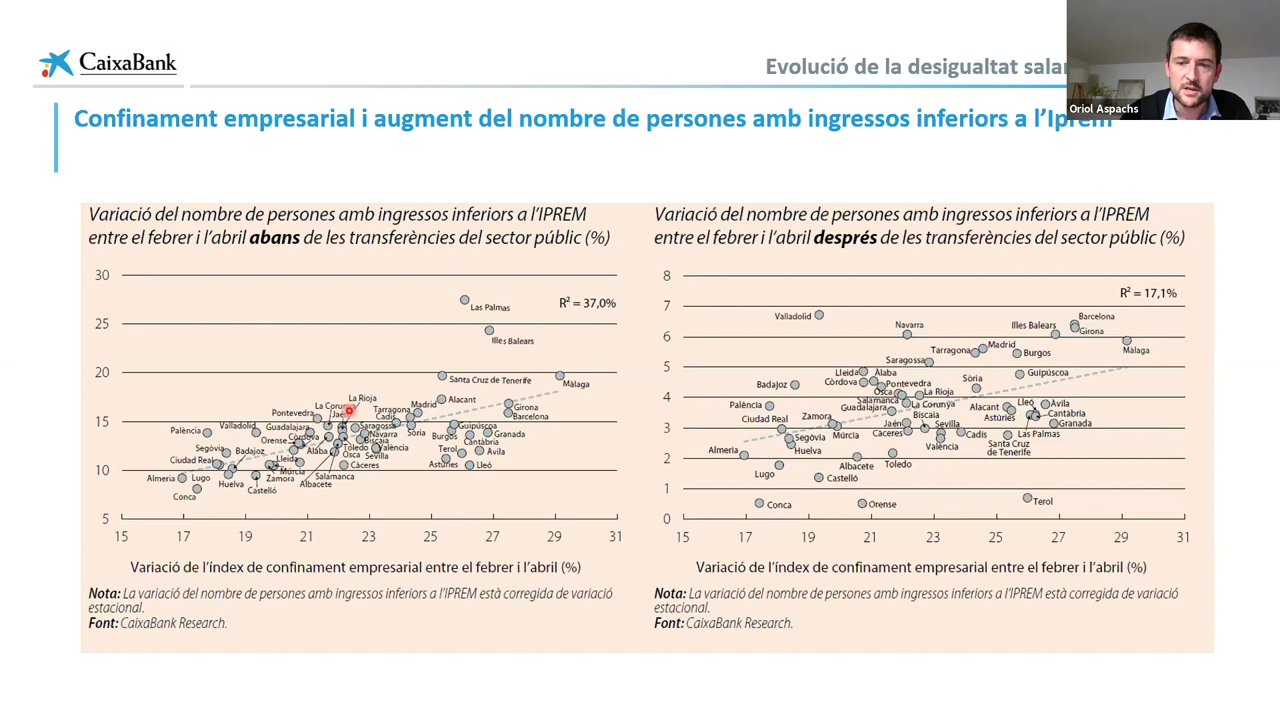 CaixaBank
Evolució de la desigualtat
Oriol Aspachs
Confinament empresarial i augment del nombre de persones amb ingressos inferiors a l'Iprem
Variació del nombre de persones amb ingressos inferiors a l'IPREM
entre el febrer i l'abril abans de les transferències del sector públic (%)
30
25
20
15
10
5
R² = 37,0%
Las Palmas
Illes Balears
Santa Cruz de Tenerife
Màlaga
La Rioja
Alacant
Madrid
Girona
Barcelona
Pontevedra
Jaén
Tarragona
Cadis
Palència
Valladolid
Guadalajara
Saragossa
Sòria
Guipúscoa
Granada
Orense
Còrdova
Navarra
Biscaia
Burgos
Cantàbria
Segòvia
Badajoz
Àlaba
Toledo
València
Terol
Àvila
Ciudad Real
Lleida
Osca
Sevilla
Múrcia
Càceres
Astúries
Lleó
Almeria
Lugo
Huelva
Zamora
Salamanca
Conca
Castelló
Albacete
15 17 19 21 22 23 25 27 29 31
Variació de l'índex de confinament empresarial entre el febrer i l'abril (%)
Nota: La variació del nombre de persones amb ingressos inferiors a l'IPREM està corregida de variació
estacional.
Font: CaixaBank Research.
Variació del nombre de persones amb ingressos inferiors a l'IPREM
entre el febrer i l'abril després de les transferències del sector públic (%)
8
7
6
5
4
3
2
1
0
R² = 17,1%
Valladolid
Navarra
Illes Balears
Barcelona
Girona
Tarragona
Madrid
Burgos
Màlaga
Saragossa
Lleida
Àlaba
Guipúscoa
Badajoz
Còrdova
Pontevedra
Sòria
Osca
La Rioja
Salamanca
Palència
Guadalajara
La Corunya
Alacant
Lleó
Àvila
Ciudad Real
Zamora
Biscaia
Astúries
Cantàbria
Jaén
Sevilla
Granada
Segòvia
Múrcia
Càceres
Cadis
Las Palmas
Almeria
Huelva
València
Santa Cruz
de Tenerife
Lugo
Albacete
Toledo
Castelló
Conca
Orense
Terol
15 17 19 21 23 25 27 29 31
Variació de l'índex de confinament empresarial entre el febrer i l'abril (%)
Nota: La variació del nombre de persones amb ingressos inferiors a l'IPREM està corregida de variació
estacional.
Font: CaixaBank Research.